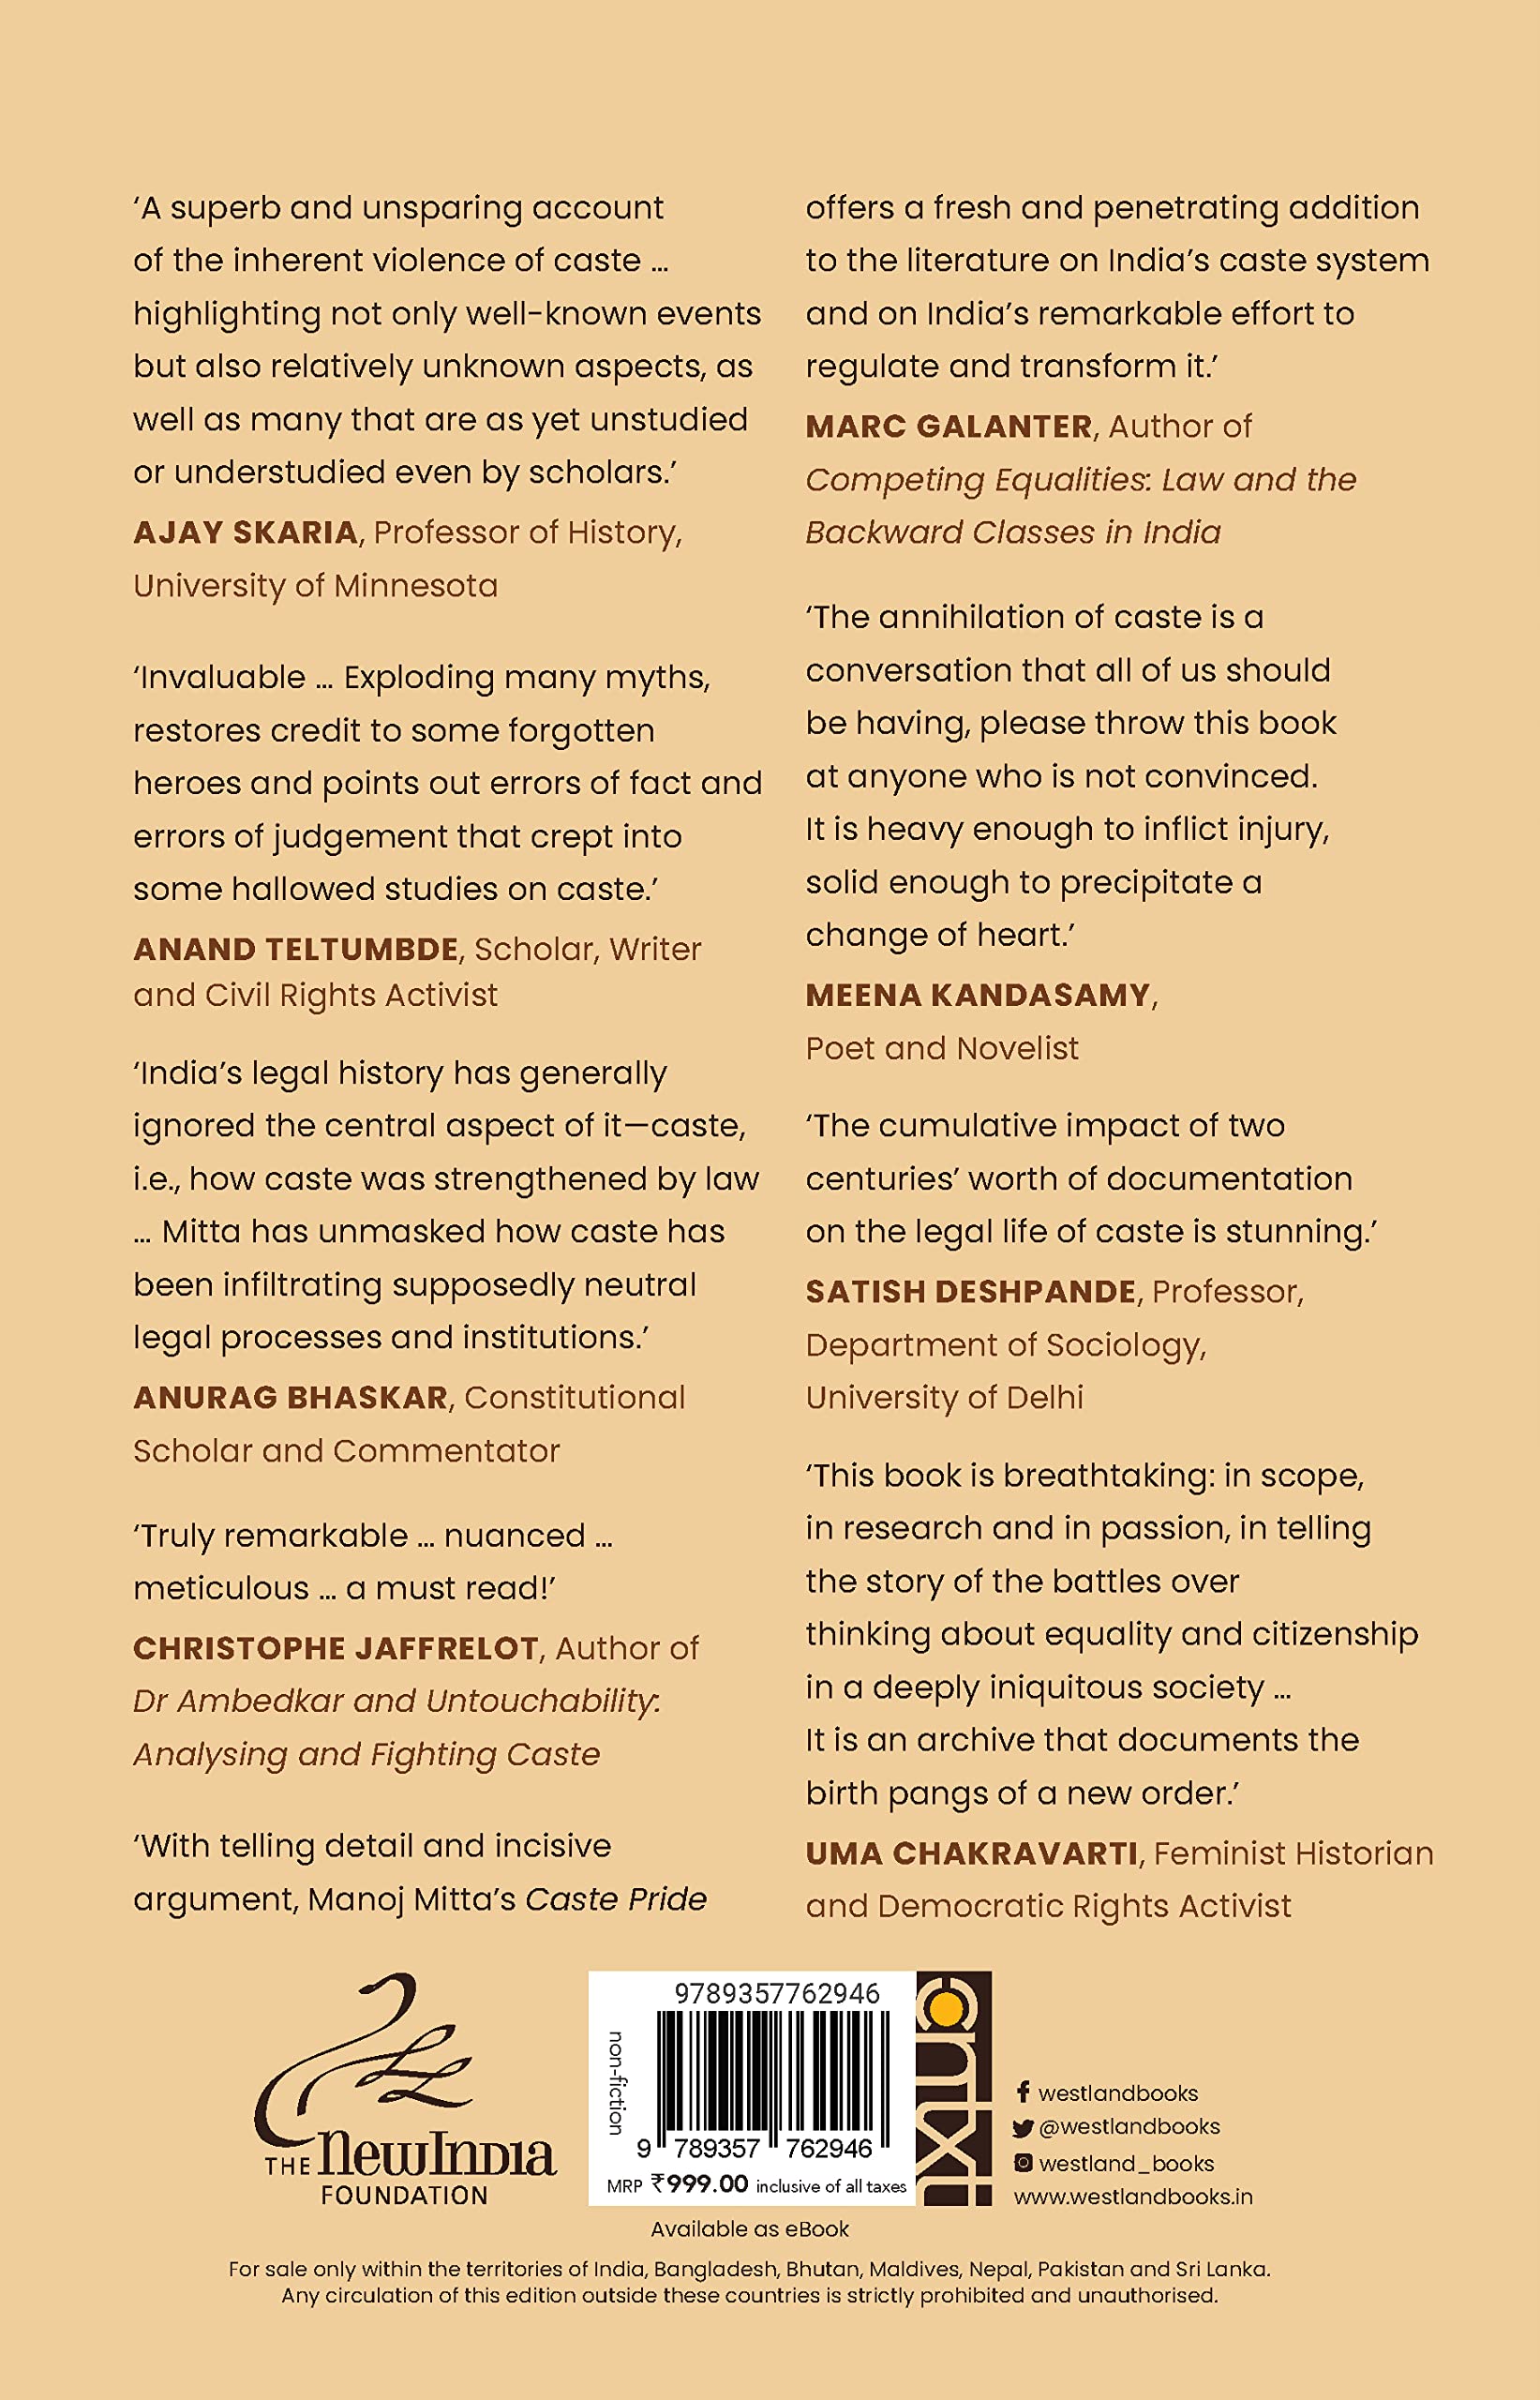 ‘A superb and unsparing account
of the inherent violence of caste …
highlighting not only well-known events
but also relatively unknown aspects, as
well as many that are as yet unstudied
or understudied even by scholars.’
AJAY SKARIA, Professor of History,
University of Minnesota
‘Invaluable … Exploding many myths,
restores credit to some forgotten
heroes and points out errors of fact and
errors of judgement that crept into
some hallowed studies on caste.’
ANAND TELTUMBDE, Scholar, Writer
and Civil Rights Activist
‘India’s legal history has generally
ignored the central aspect of it—caste,
i.e., how caste was strengthened by law
… Mitta has unmasked how caste has
been infiltrating supposedly neutral
legal processes and institutions.’
ANURAG BHASKAR, Constitutional
Scholar and Commentator
‘Truly remarkable … nuanced …
meticulous … a must read!’
CHRISTOPHE JAFFRELOT, Author of
Dr Ambedkar and Untouchability:
Analysing and Fighting Caste
‘With telling detail and incisive
argument, Manoj Mitta’s Caste Pride
offers a fresh and penetrating addition
to the literature on India’s caste system
and on India’s remarkable effort to
regulate and transform it.’
MARC GALANTER, Author of
Competing Equalities: Law and the
Backward Classes in India
‘The annihilation of caste is a
conversation that all of us should
be having, please throw this book
at anyone who is not convinced.
It is heavy enough to inflict injury,
solid enough to precipitate a
change of heart.’
MEENA KANDASAMY,
Poet and Novelist
‘The cumulative impact of two
centuries’ worth of documentation
on the legal life of caste is stunning.’
SATISH DESHPANDE, Professor,
Department of Sociology,
University of Delhi
‘This book is breathtaking: in scope,
in research and in passion, in telling
the story of the battles over
thinking about equality and citizenship
in a deeply iniquitous society …
It is an archive that documents the
birth pangs of a new order.’
UMA CHAKRAVARTI, Feminist Historian
and Democratic Rights Activist
THE NEW INDIA
FOUNDATION
9789357762946
non-fiction
9 789357 762946
MRP ₹999.00 inclusive of all taxes
Available as eBook
cntxt
westlandbooks
@westlandbooks
westland_books
www.westlandbooks.in
For sale only within the territories of India, Bangladesh, Bhutan, Maldives, Nepal, Pakistan and Sri Lanka.
Any circulation of this edition outside these countries is strictly prohibited and unauthorised.